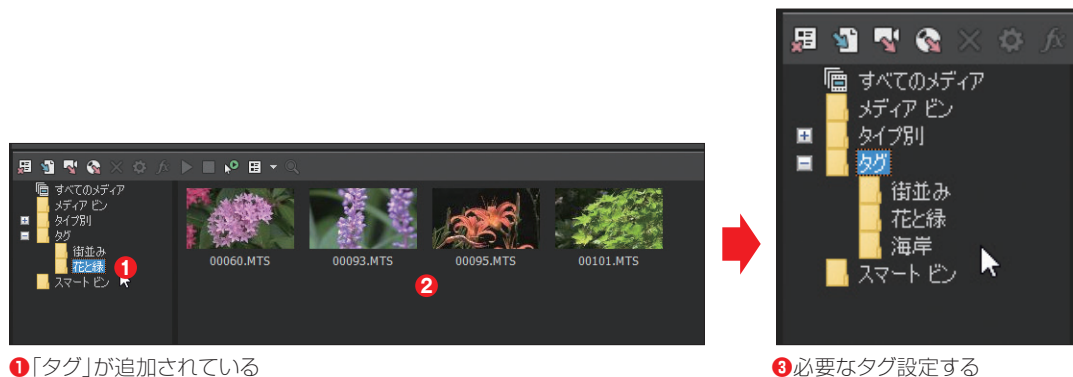 すべてのメディア
メディア ビン
タイプ別
タグ
街並み
花と緑
スマート ビン
00060.MTS
00093.MTS
00095.MTS
00101.MTS
1
2
❶「タグ」が追加されている
すべてのメディア
メディア ビン
タイプ別
タグ
街並み
花と緑
海岸
スマート ビン
❸必要なタグ設定する